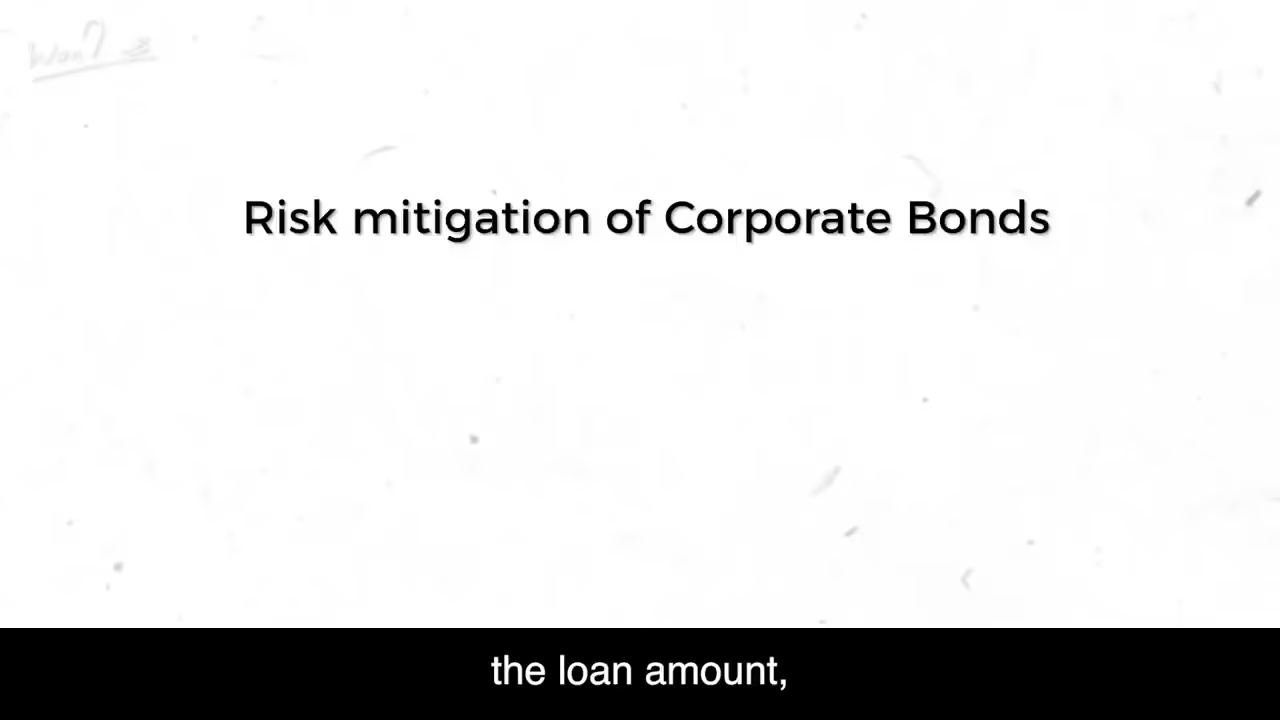 Risk mitigation of Corporate Bonds
the loan amount,